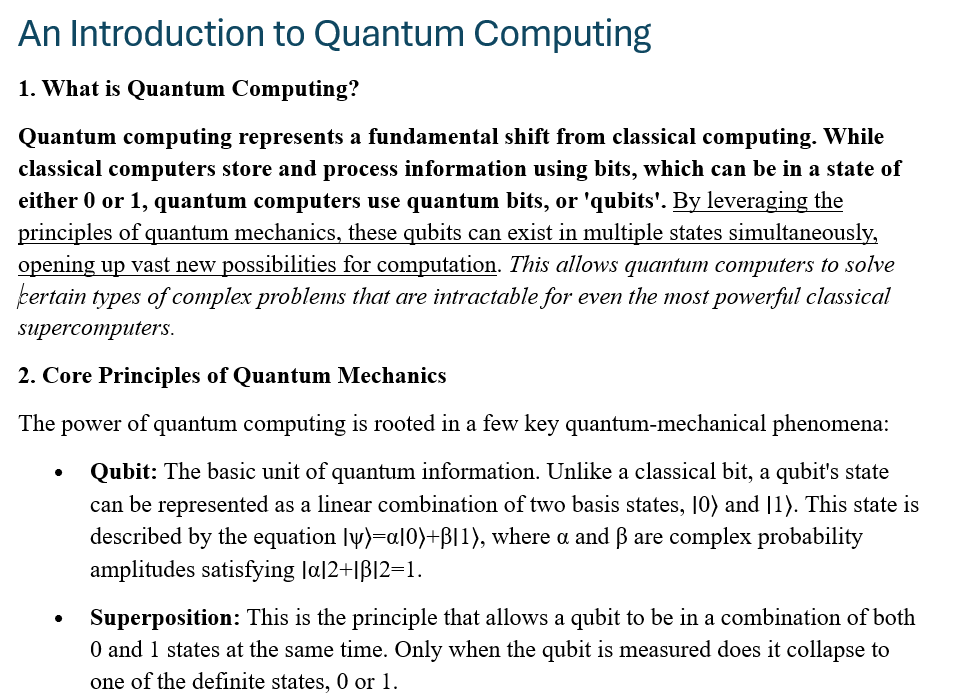 An Introduction to Quantum Computing
1. What is Quantum Computing?
Quantum computing represents a fundamental shift from classical computing. While
classical computers store and process information using bits, which can be in a state of
either 0 or 1, quantum computers use quantum bits, or 'qubits'. By leveraging the
principles of quantum mechanics, these qubits can exist in multiple states simultaneously,
opening up vast new possibilities for computation. This allows quantum computers to solve
certain types of complex problems that are intractable for even the most powerful classical
supercomputers.
2. Core Principles of Quantum Mechanics
The power of quantum computing is rooted in a few key quantum-mechanical phenomena:
• Qubit: The basic unit of quantum information. Unlike a classical bit, a qubit's state
can be represented as a linear combination of two basis states, ∣0⟩ and ∣1⟩. This state is
described by the equation ∣ψ⟩=α∣0⟩+β∣1⟩, where α and β are complex probability
amplitudes satisfying ∣α∣2+∣β∣2=1.
• Superposition: This is the principle that allows a qubit to be in a combination of both
0 and 1 states at the same time. Only when the qubit is measured does it collapse to
one of the definite states, 0 or 1.